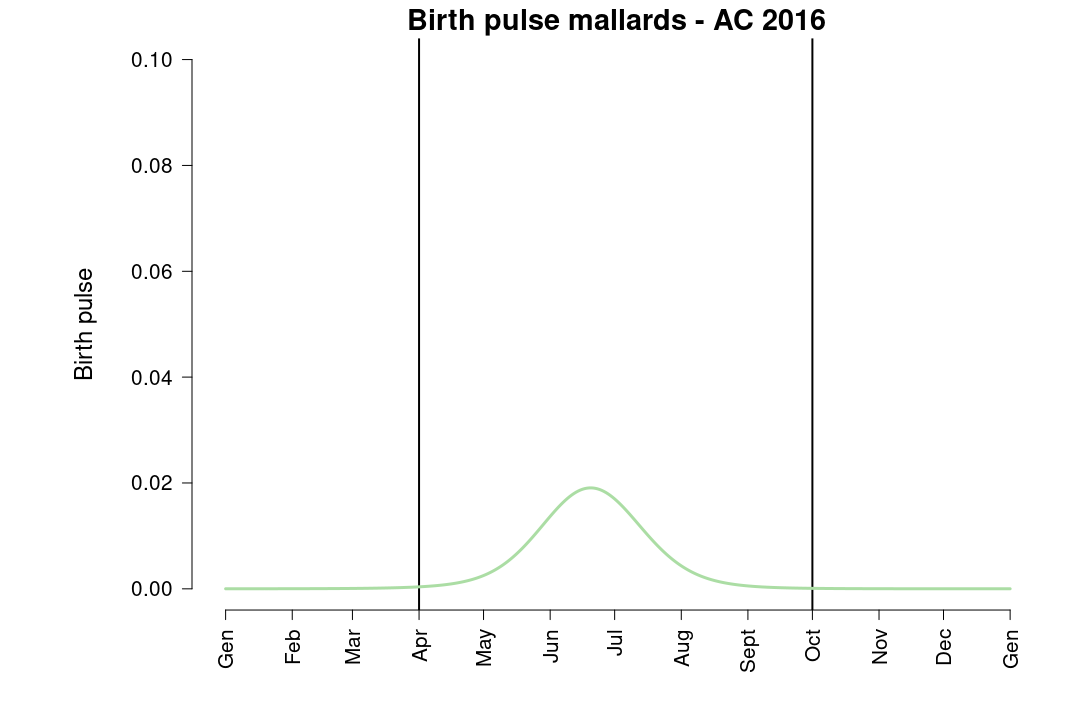 Birth pulse mallards - AC 2016
Birth pulse
0.10
0.08
0.06
0.04
0.02
0.00
Gen
Feb
Mar
Apr
May
Jun
Jul
Aug
Sept
Oct
Nov
Dec
Gen